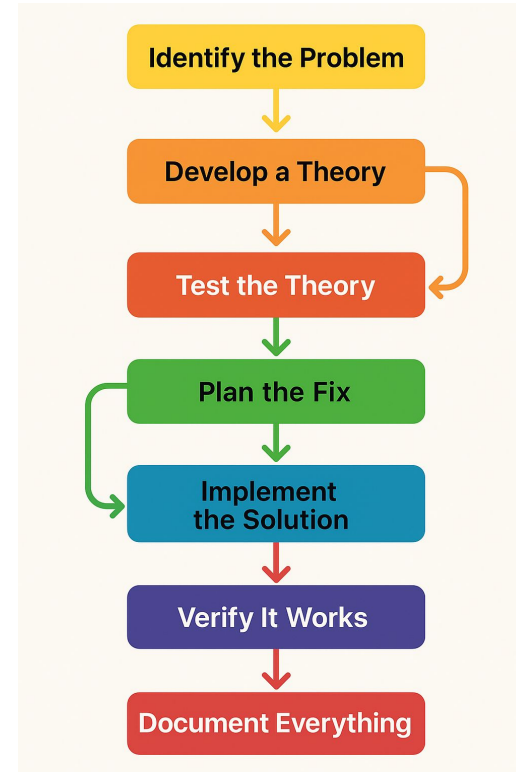 Identify the Problem
Develop a Theory
Test the Theory
Plan the Fix
Implement
the Solution
Verify It Works
Document Everything